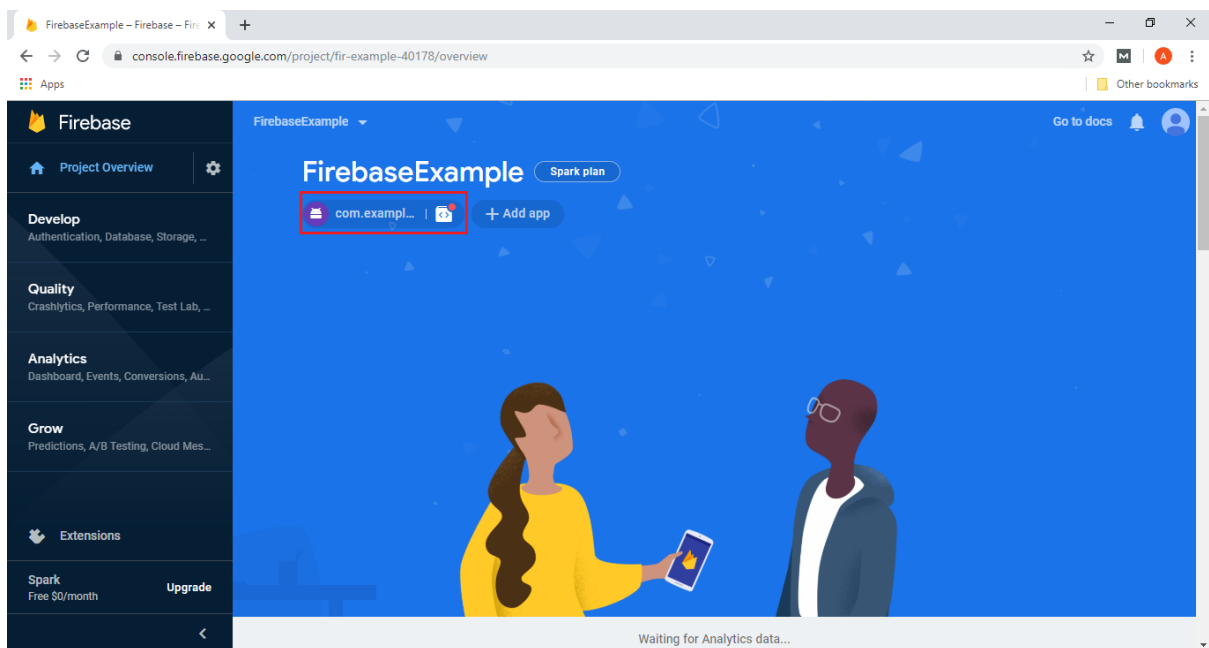 FirebaseExample – Firebase – Fire
console.firebase.google.com/project/fir-example-40178/overview
M
A
Apps
Other bookmarks
Firebase
FirebaseExample
Go to docs
Project Overview
FirebaseExample
Spark plan
com.exampl... |
+ Add app
Develop
Authentication, Database, Storage, ...
Quality
Crashlytics, Performance, Test Lab, ...
Analytics
Dashboard, Events, Conversions, Au...
Grow
Predictions, A/B Testing, Cloud Mes...
Extensions
Spark
Free $0/month
Upgrade
Waiting for Analytics data...